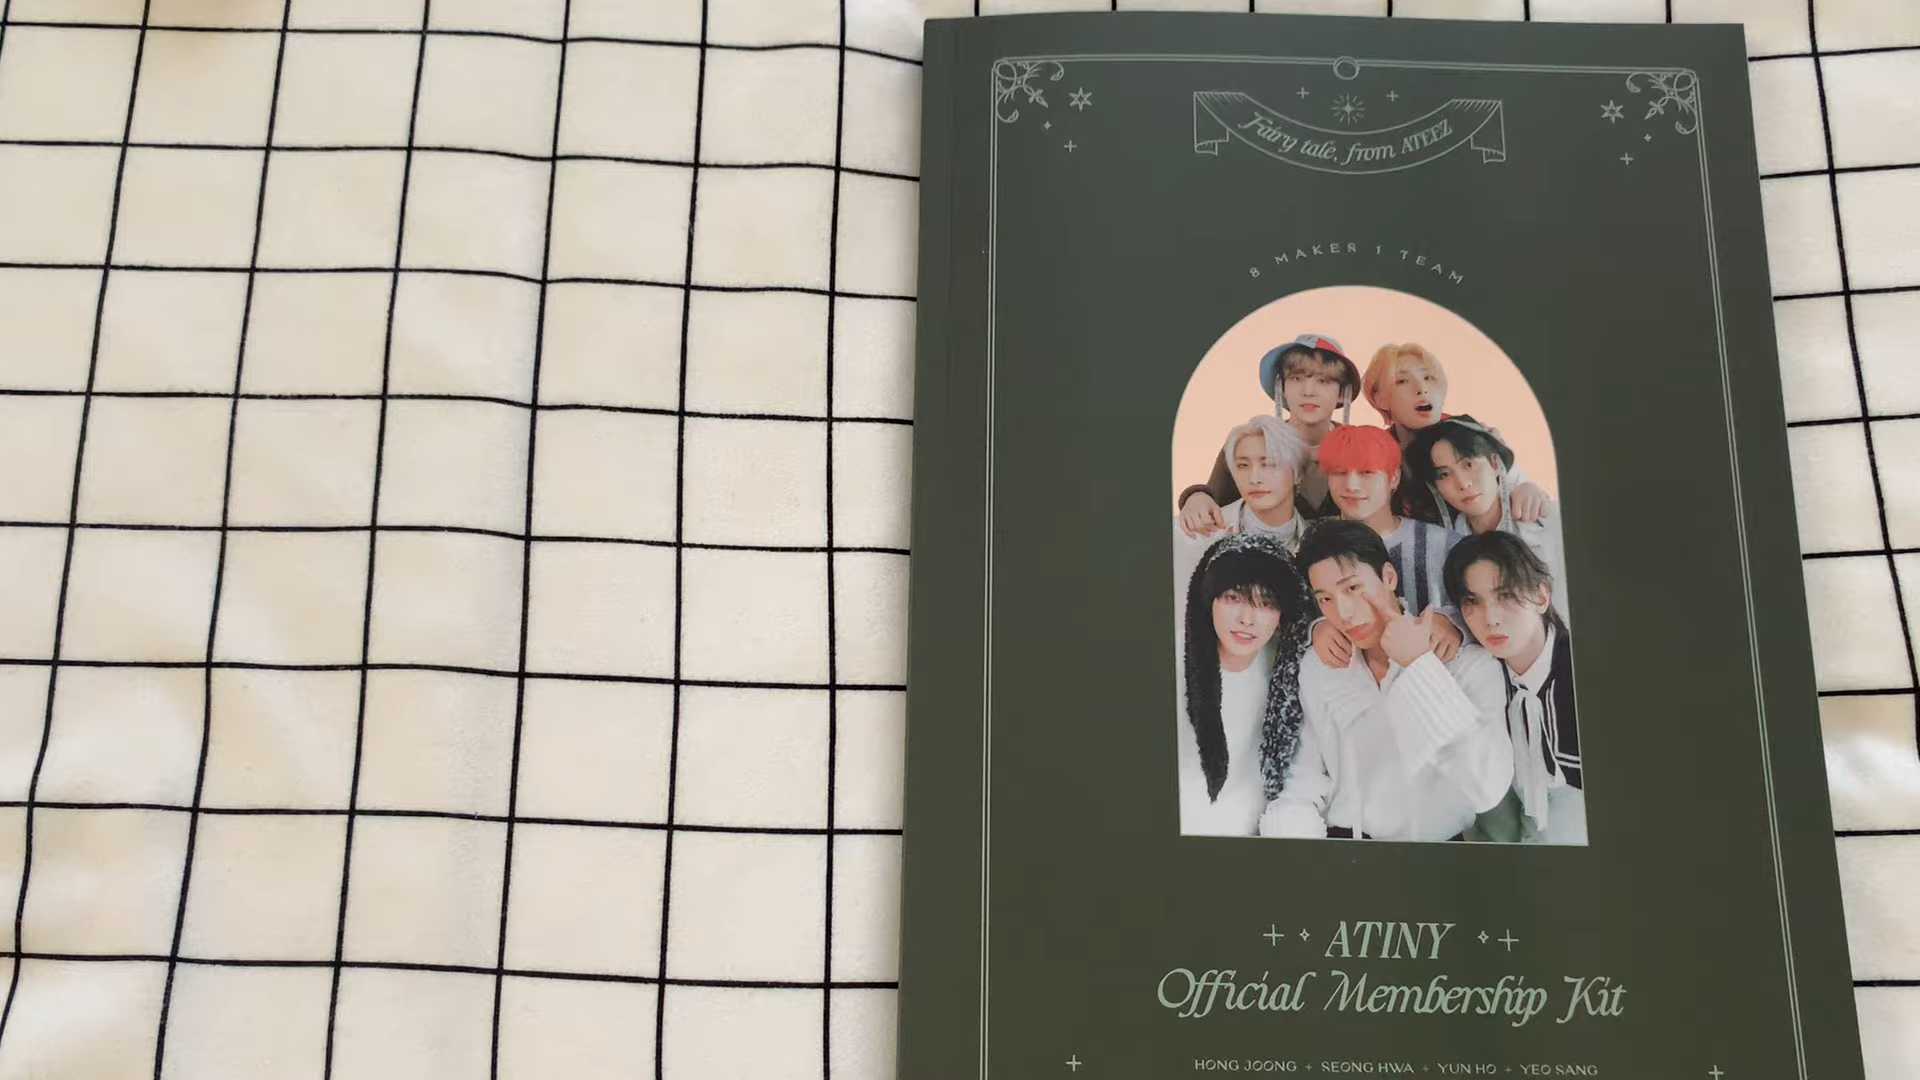 Fairy tale, from ATEEZ
8 MAKER 1 TEAM
ATINY
Official Membership Kit
HONG JOONG + SEONG HWA + YUN HO + YEO SANG